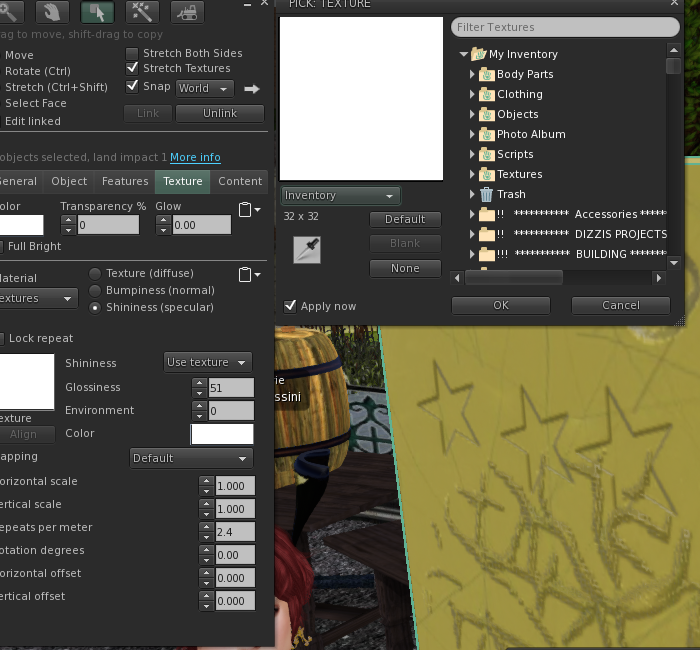 PICK: TEXTURE
ag to move, shift-drag to copy
Move
Rotate (Ctrl)
Stretch (Ctrl+Shift)
Select Face
Edit linked
Stretch Both Sides
Stretch Textures
Snap World
Link Unlink
objects selected, land impact 1 More info
General Object Features Texture Content
olor Transparency % Glow
0 0.00
Full Bright
aterial
extures
Texture (diffuse)
Bumpiness (normal)
Shininess (specular)
Lock repeat
exture
Align
Shininess Use texture
Glossiness 51
Environment 0
Color
apping Default
orizontal scale 1.000
ertical scale 1.000
epeats per meter 2.4
otation degrees 0.00
orizontal offset 0.000
ertical offset 0.000
Inventory
32 x 32
Default
Blank
None
Apply now
Filter Textures
My Inventory
Body Parts
Clothing
Objects
Photo Album
Scripts
Textures
Trash
!! *********** Accessories *****
!! *********** DIZZIS PROJECTS
!!! *********** BUILDING *******
OK Cancel
ie
ssini